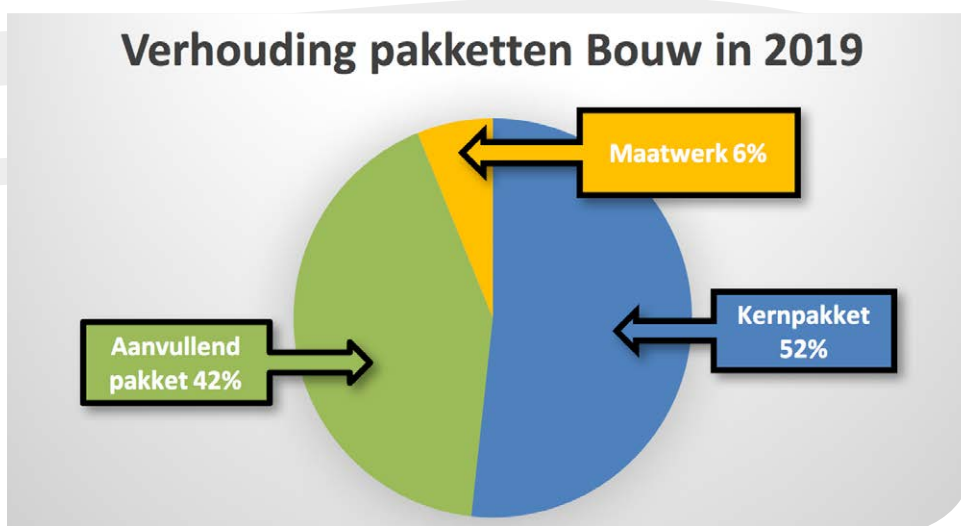 Verhouding pakketten Bouw in 2019
Maatwerk 6%
Kernpakket
52%
Aanvullend
pakket 42%